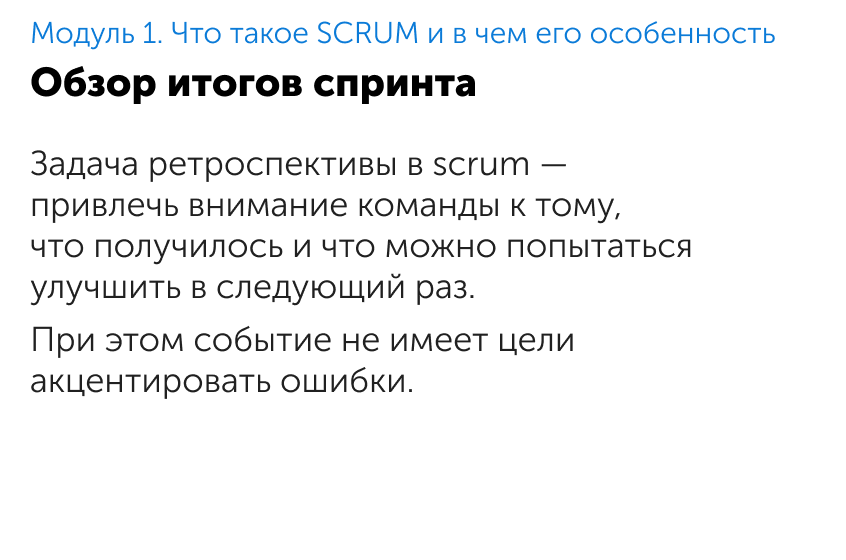 Модуль 1. Что такое SCRUM и в чем его особенность
Обзор итогов спринта
Задача ретроспективы в scrum —
привлечь внимание команды к тому,
что получилось и что можно попытаться
улучшить в следующий раз.
При этом событие не имеет цели
акцентировать ошибки.